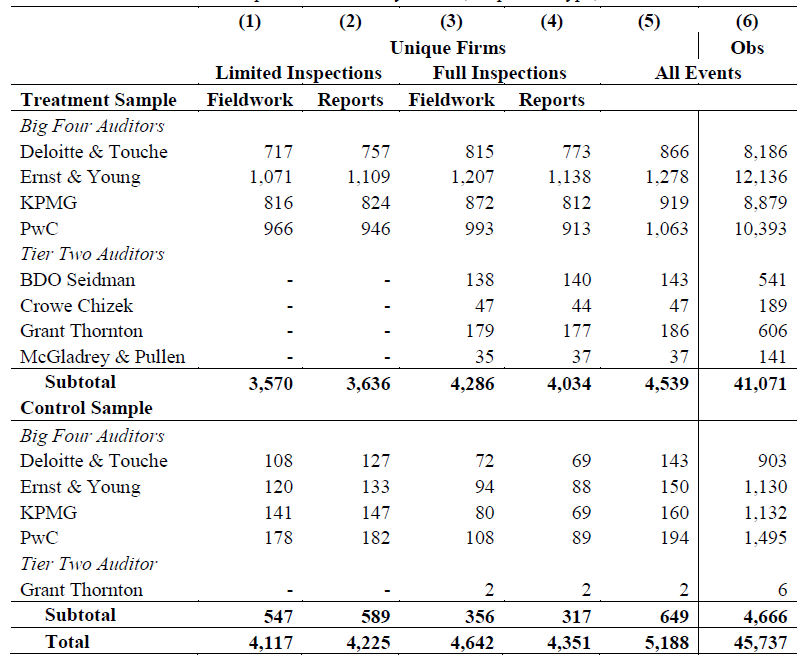 (1) (2) (3) (4) (5) (6)
Unique Firms Obs
Limited Inspections Full Inspections All Events
Treatment Sample Fieldwork Reports Fieldwork Reports
Big Four Auditors
Deloitte & Touche 717 757 815 773 866 8,186
Ernst & Young 1,071 1,109 1,207 1,138 1,278 12,136
KPMG 816 824 872 812 919 8,879
PwC 966 946 993 913 1,063 10,393
Tier Two Auditors
BDO Seidman - - 138 140 143 541
Crowe Chizek - - 47 44 47 189
Grant Thornton - - 179 177 186 606
McGladrey & Pullen - - 35 37 37 141
Subtotal 3,570 3,636 4,286 4,034 4,539 41,071
Control Sample
Big Four Auditors
Deloitte & Touche 108 127 72 69 143 903
Ernst & Young 120 133 94 88 150 1,130
KPMG 141 147 80 69 160 1,132
PwC 178 182 108 89 194 1,495
Tier Two Auditor
Grant Thornton - - 2 2 2 6
Subtotal 547 589 356 317 649 4,666
Total 4,117 4,225 4,642 4,351 5,188 45,737